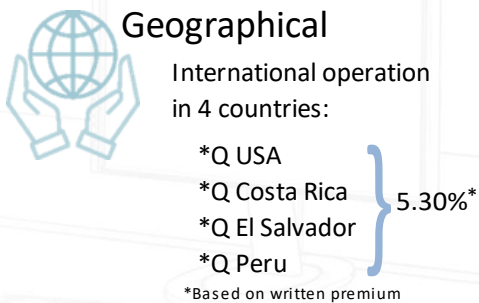 Geographical
International operation
in 4 countries:
*Q USA
*Q Costa Rica
*Q El Salvador
*Q Peru
5.30%*
*Based on written premium